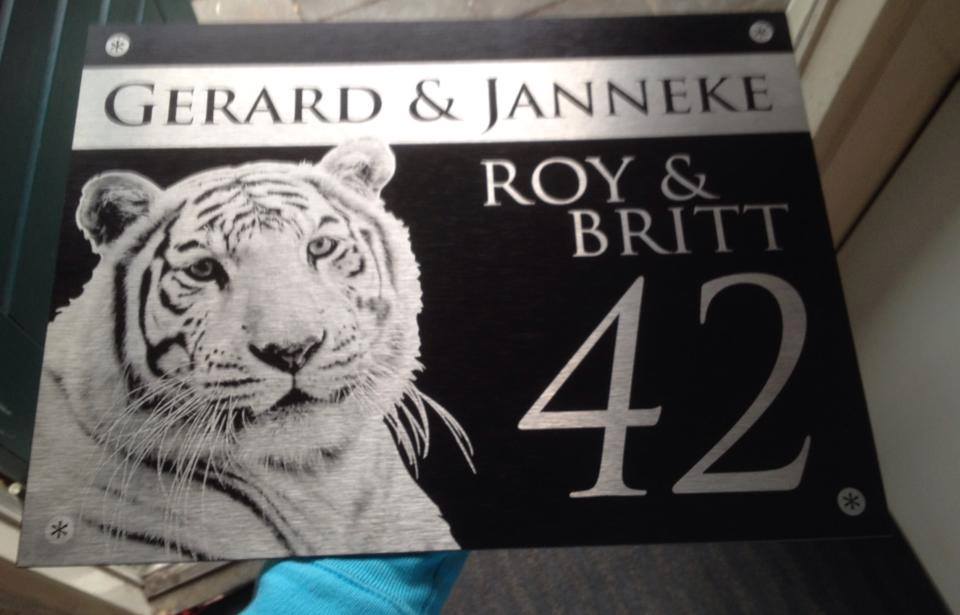 GERARD & JANNEKE
ROY &
BRITT
42